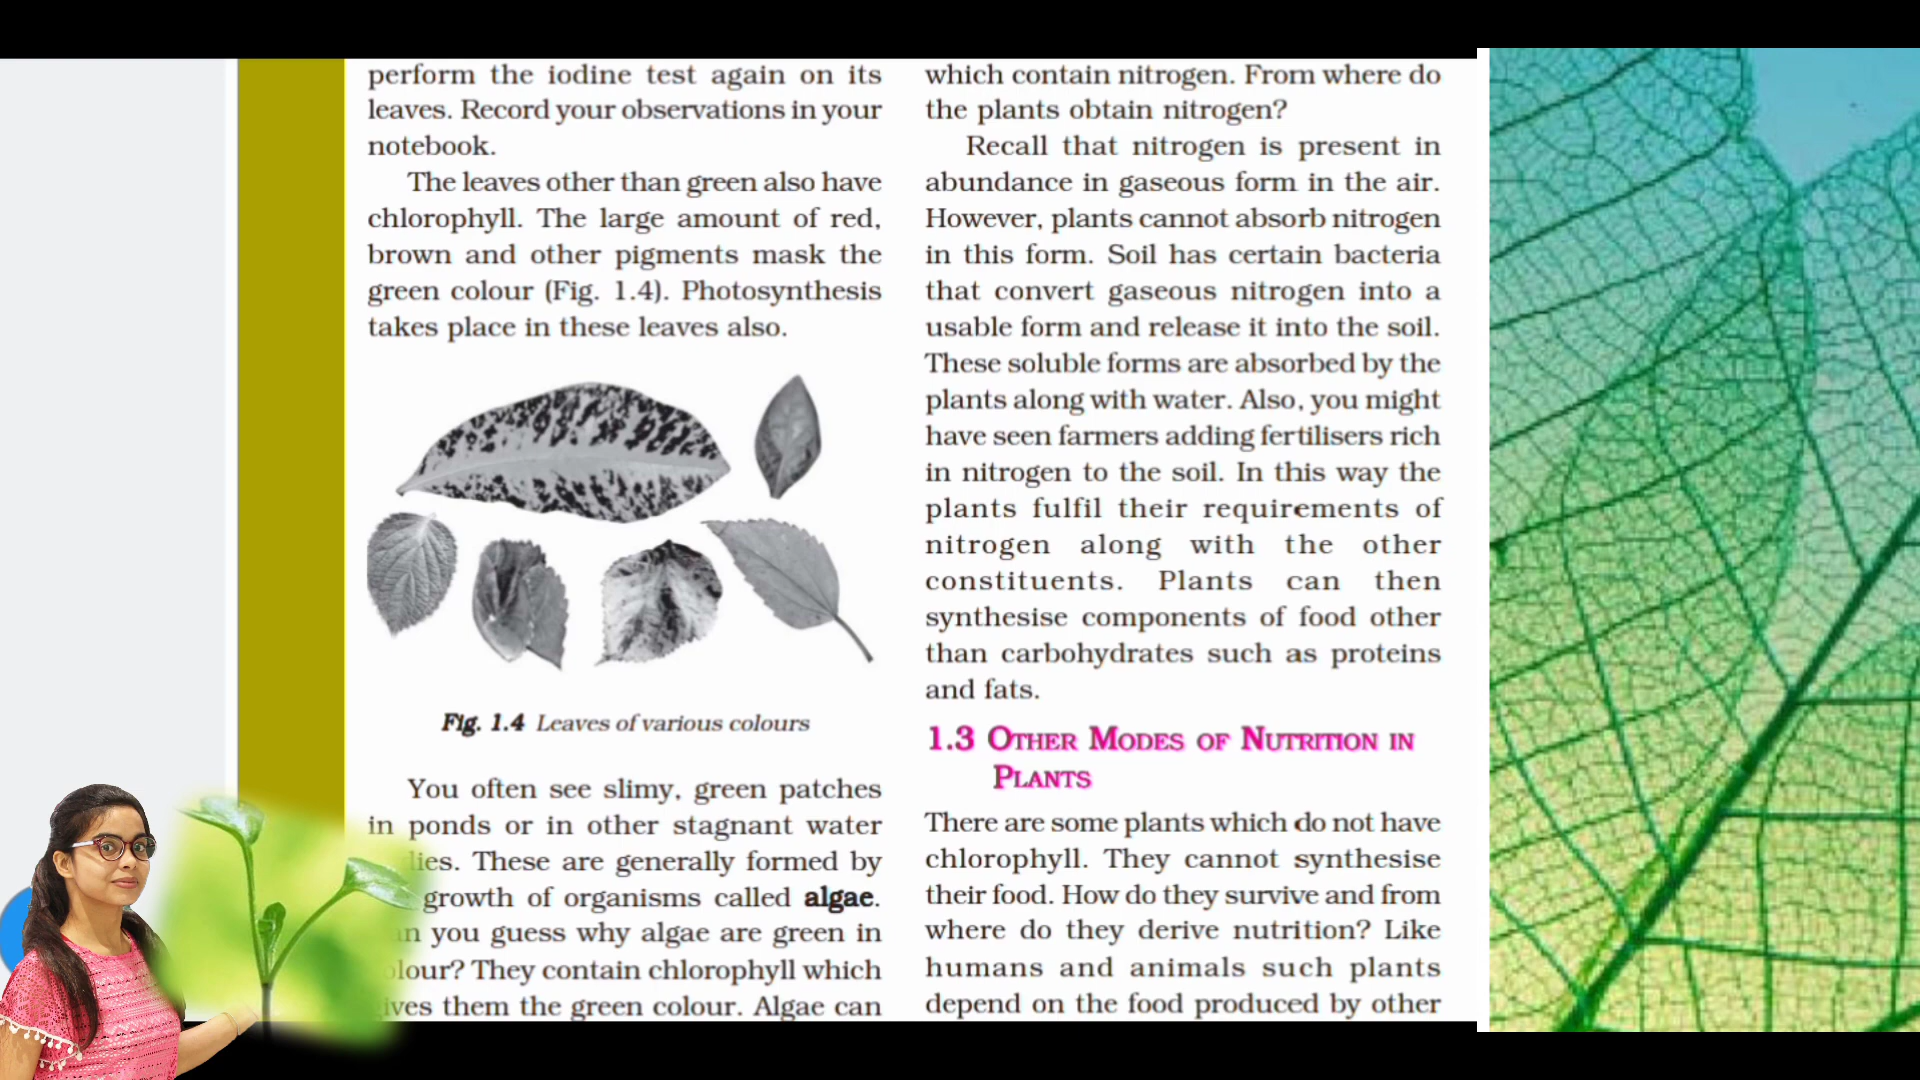 perform the iodine test again on its
leaves. Record your observations in your
notebook.
The leaves other than green also have
chlorophyll. The large amount of red,
brown and other pigments mask the
green colour (Fig. 1.4). Photosynthesis
takes place in these leaves also.
Fig. 1.4 Leaves of various colours
You often see slimy, green patches
in ponds or in other stagnant water
These are generally formed by
growth of organisms called algae.
you guess why algae are green in
They contain chlorophyll which
them the green colour. Algae can
which contain nitrogen. From where do
the plants obtain nitrogen?
Recall that nitrogen is present in
abundance in gaseous form in the air.
However, plants cannot absorb nitrogen
in this form. Soil has certain bacteria
that convert gaseous nitrogen into a
usable form and release it into the soil.
These soluble forms are absorbed by the
plants along with water. Also, you might
have seen farmers adding fertilisers rich
in nitrogen to the soil. In this way the
plants fulfil their requirements of
nitrogen along with the other
constituents. Plants can then
synthesise components of food other
than carbohydrates such as proteins
and fats.
1.3 OTHER MODES OF NUTRITION IN
PLANTS
There are some plants which do not have
chlorophyll. They cannot synthesise
their food. How do they survive and from
where do they derive nutrition? Like
humans and animals such plants
depend on the food produced by other